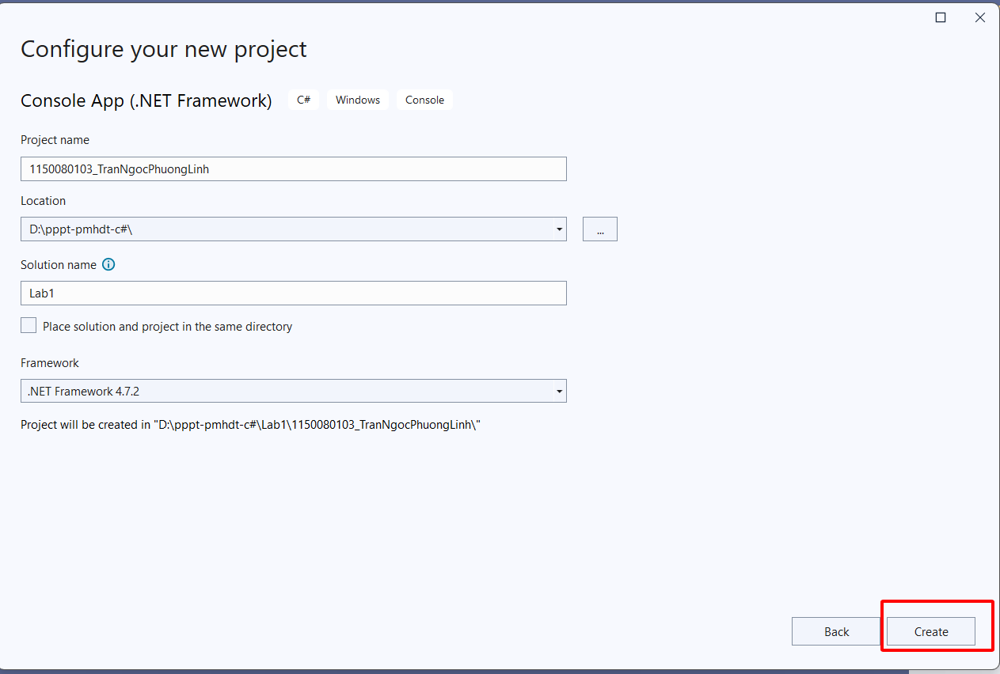 Configure your new project
Console App (.NET Framework) C# Windows Console
Project name
1150080103_TranNgocPhuongLinh
Location
D:\pppt-pmhdt-c#\ ...
Solution name
Lab1
Place solution and project in the same directory
Framework
.NET Framework 4.7.2
Project will be created in "D:\pppt-pmhdt-c#\Lab1\1150080103_TranNgocPhuongLinh\"
Back Create